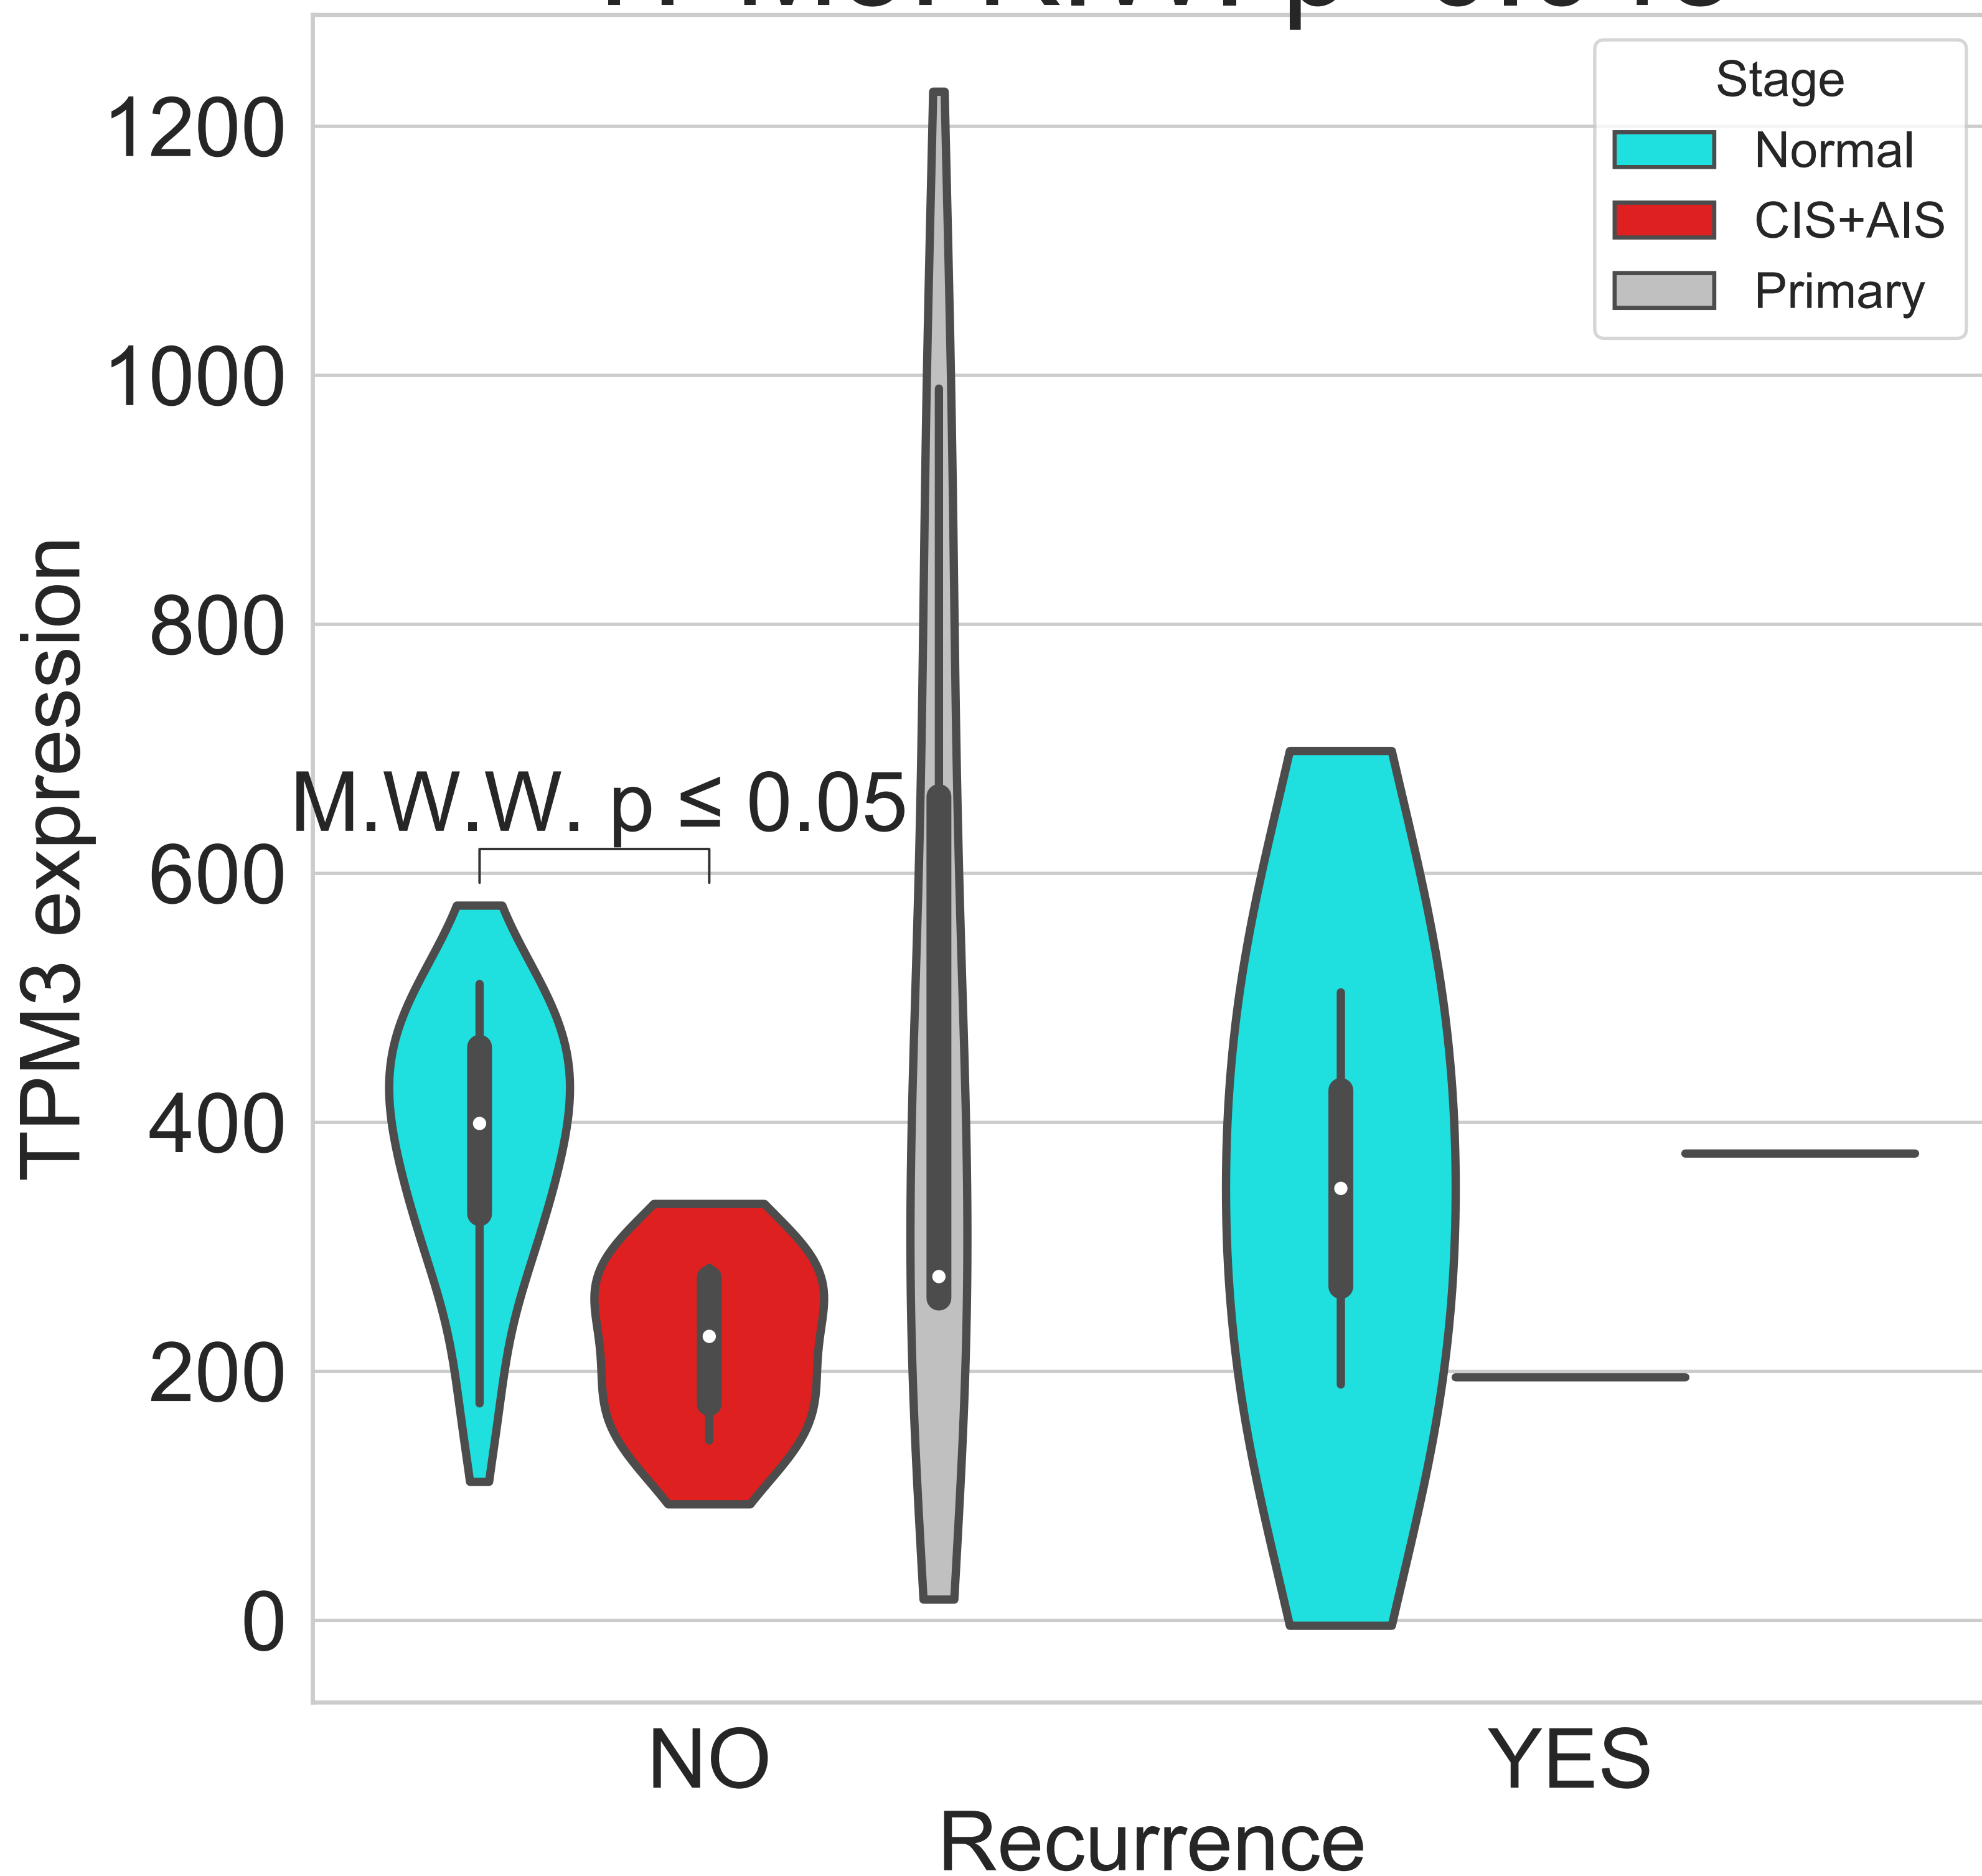 Stage
Normal
CIS+AIS
Primary
1200
1000
800
600
400
200
0
TPM3 expression
M.W.W. p ≤ 0.05
NO
YES
Recurrence